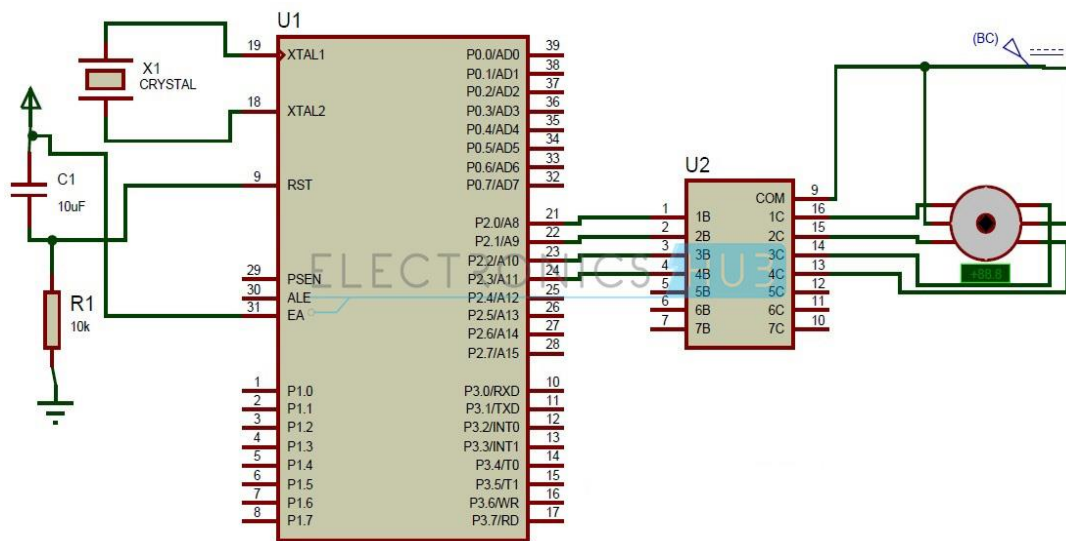 U1
19 XTAL1
18 XTAL2
9 RST
29 PSEN
30 ALE
31 EA
1 P1.0
2 P1.1
3 P1.2
4 P1.3
5 P1.4
6 P1.5
7 P1.6
8 P1.7
P0.0/AD0 39
P0.1/AD1 38
P0.2/AD2 37
P0.3/AD3 36
P0.4/AD4 35
P0.5/AD5 34
P0.6/AD6 33
P0.7/AD7 32
P2.0/A8 21
P2.1/A9 22
P2.2/A10 23
P2.3/A11 24
P2.4/A12 25
P2.5/A13 26
P2.6/A14 27
P2.7/A15 28
P3.0/RXD 10
P3.1/TXD 11
P3.2/INT0 12
P3.3/INT1 13
P3.4/T0 14
P3.5/T1 15
P3.6/WR 16
P3.7/RD 17
X1
CRYSTAL
C1
10uF
R1
10k
U2
1 1B
2 2B
3 3B
4 4B
5 5B
6 6B
7 7B
COM 9
1C 16
2C 15
3C 14
4C 13
5C 12
6C 11
7C 10
(BC)
+88.8
ELECTRONICS HUB